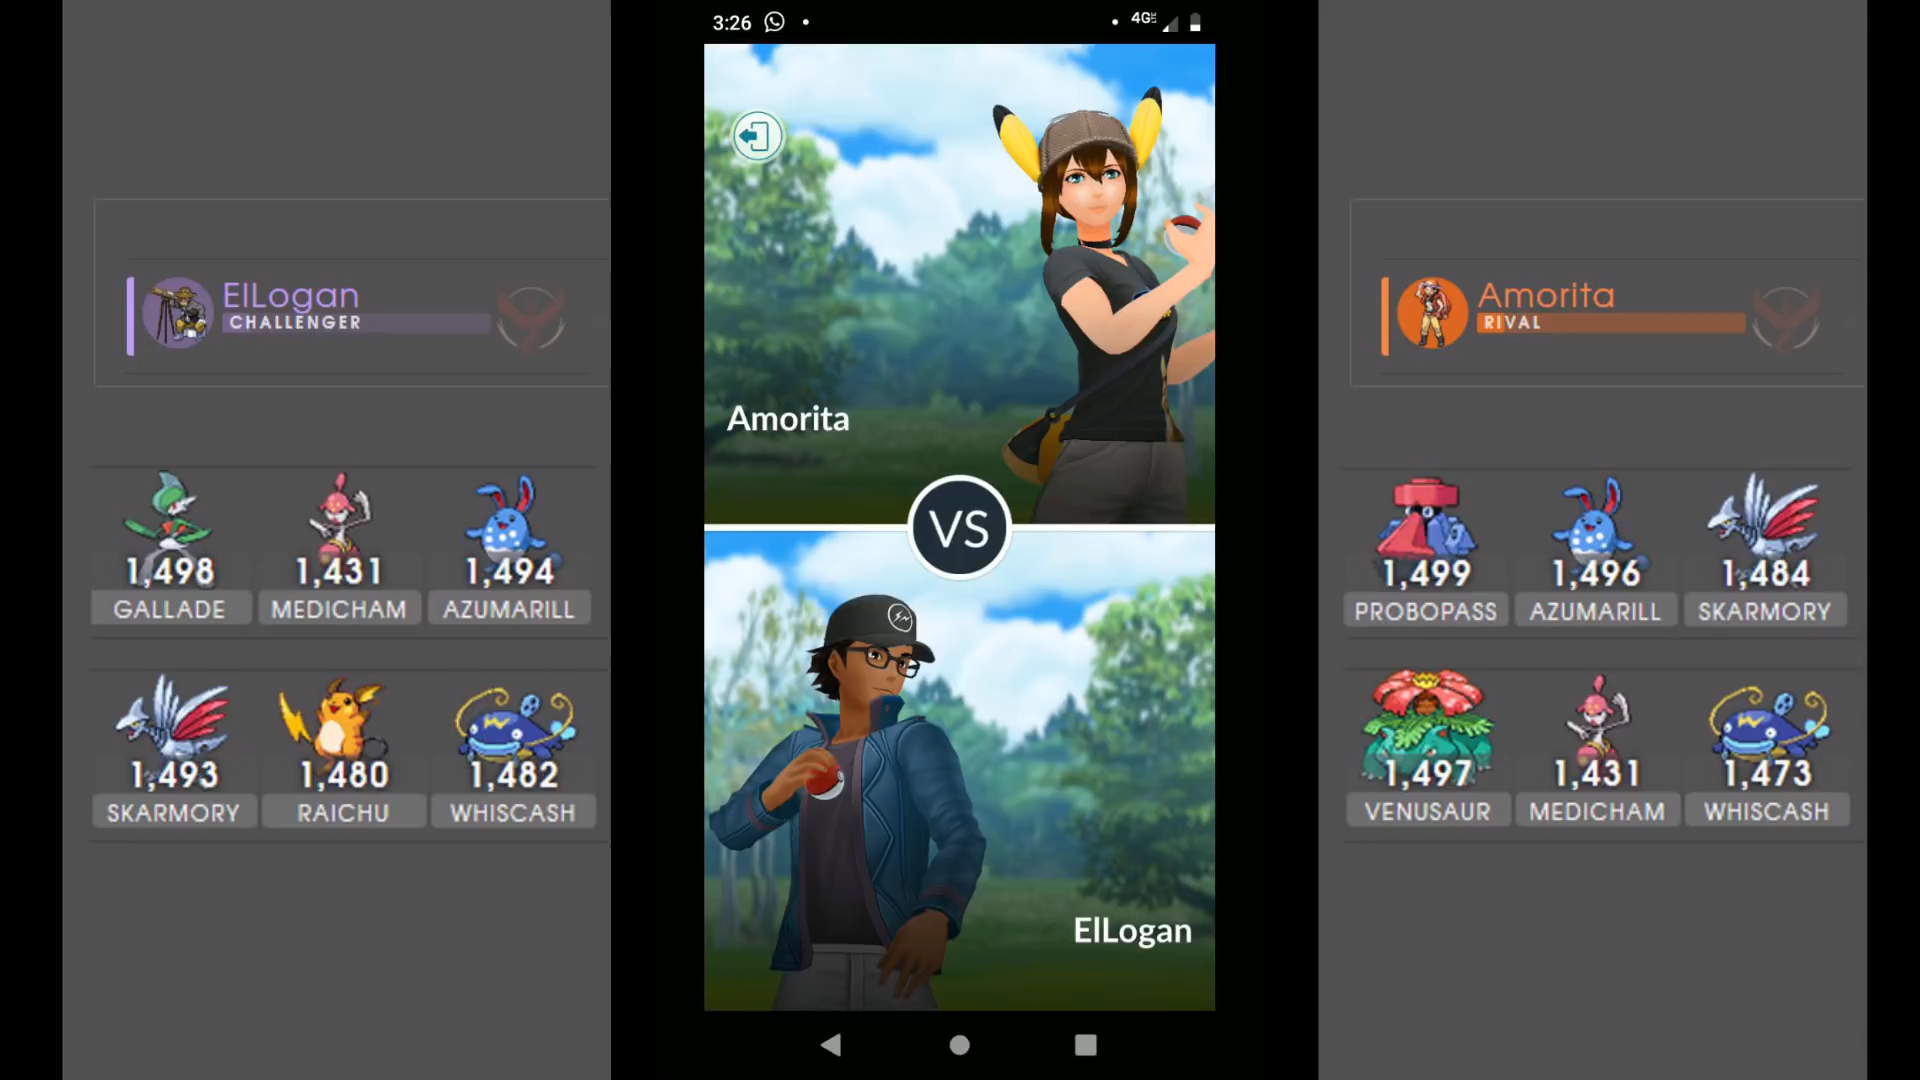 3:26
4G LTE
ElLogan
CHALLENGER
1,498
1,431
1,494
GALLADE
MEDICHAM
AZUMARILL
1,493
1,480
1,482
SKARMORY
RAICHU
WHISCASH
Amorita
VS
ElLogan
Amorita
RIVAL
1,499
1,496
1,484
PROBOPASS
AZUMARILL
SKARMORY
1,497
1,431
1,473
VENUSAUR
MEDICHAM
WHISCASH